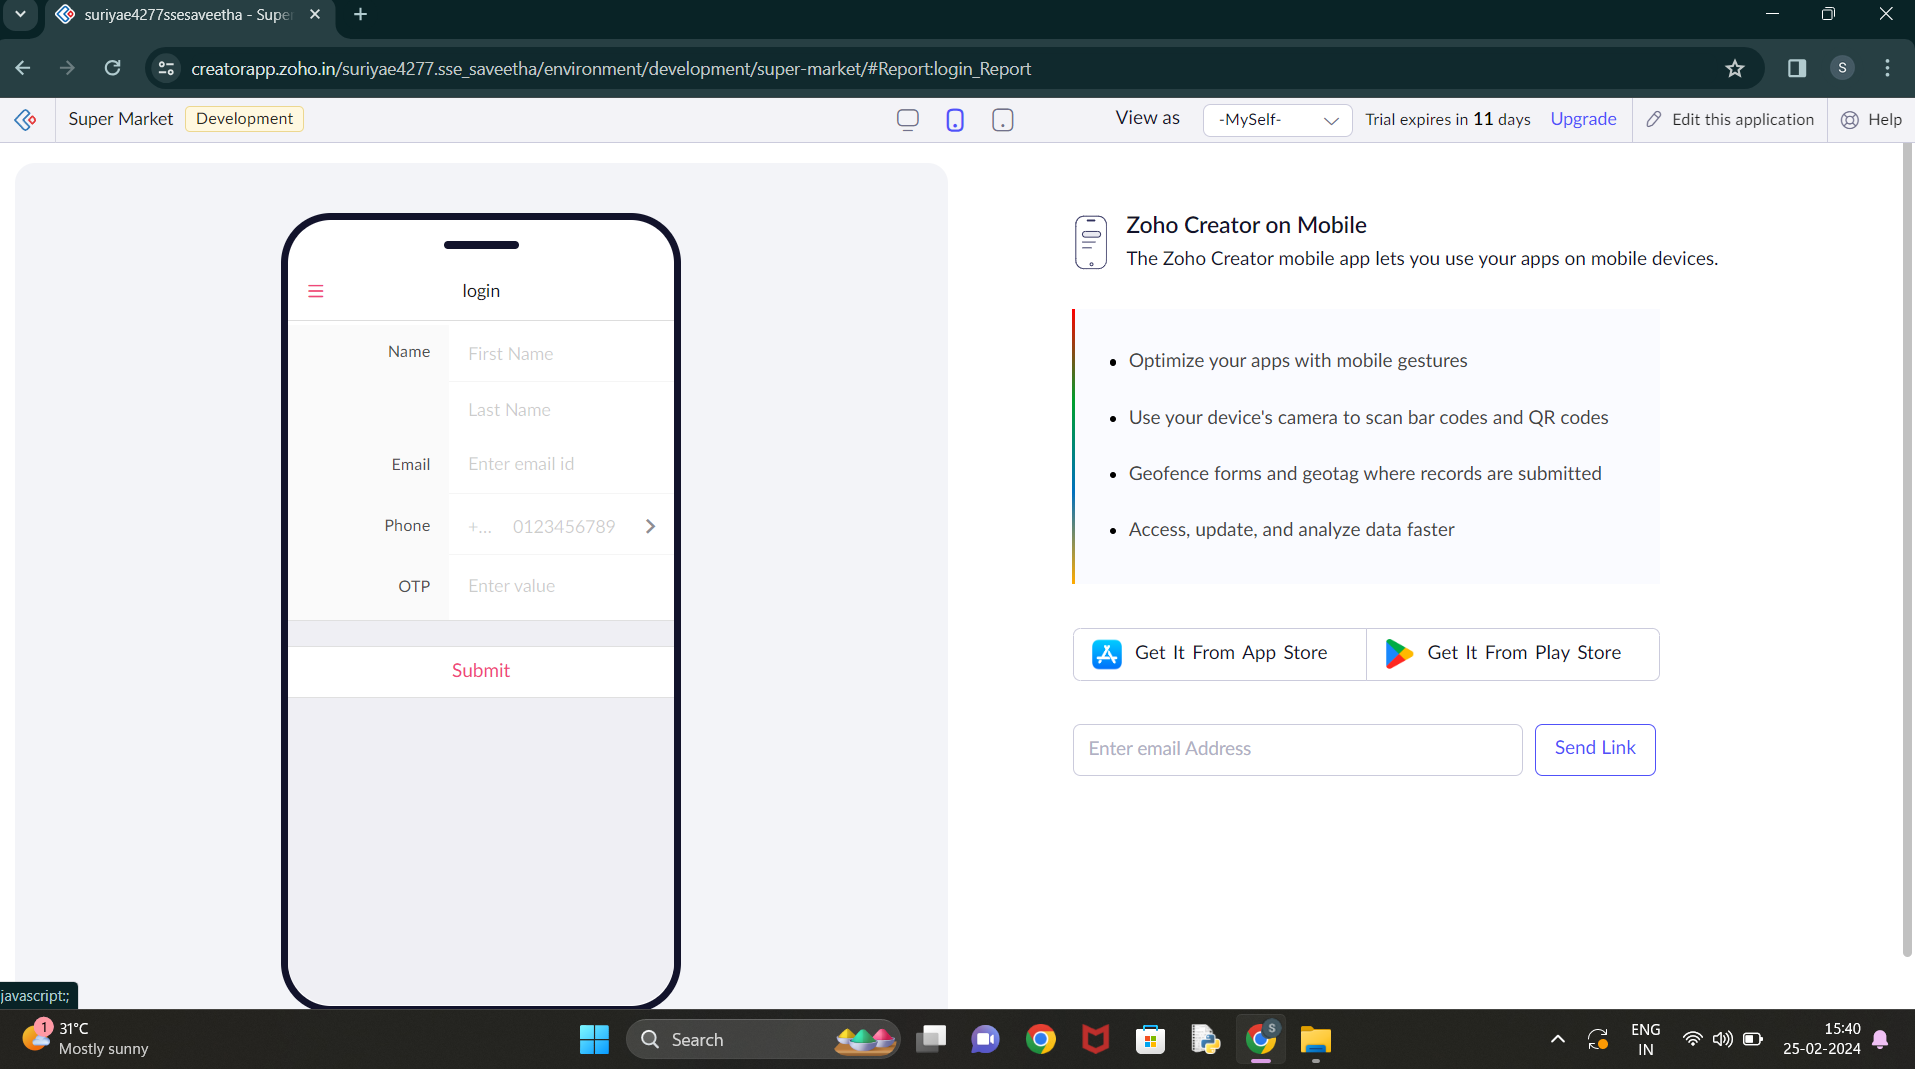 suriyae4277ssesaveetha - Supe
creatorapp.zoho.in/suriyae4277.sse_saveetha/environment/development/super-market/#Report:login_Report
S
Super Market
Development
View as
-MySelf-
Trial expires in 11 days
Upgrade
Edit this application
Help
login
Name
First Name
Last Name
Email
Enter email id
Phone
+... 0123456789
OTP
Enter value
Submit
Zoho Creator on Mobile
The Zoho Creator mobile app lets you use your apps on mobile devices.
Optimize your apps with mobile gestures
Use your device's camera to scan bar codes and QR codes
Geofence forms and geotag where records are submitted
Access, update, and analyze data faster
Get It From App Store
Get It From Play Store
Enter email Address
Send Link
javascript:;
1
31°C
Mostly sunny
Search
S
ENG
IN
15:40
25-02-2024